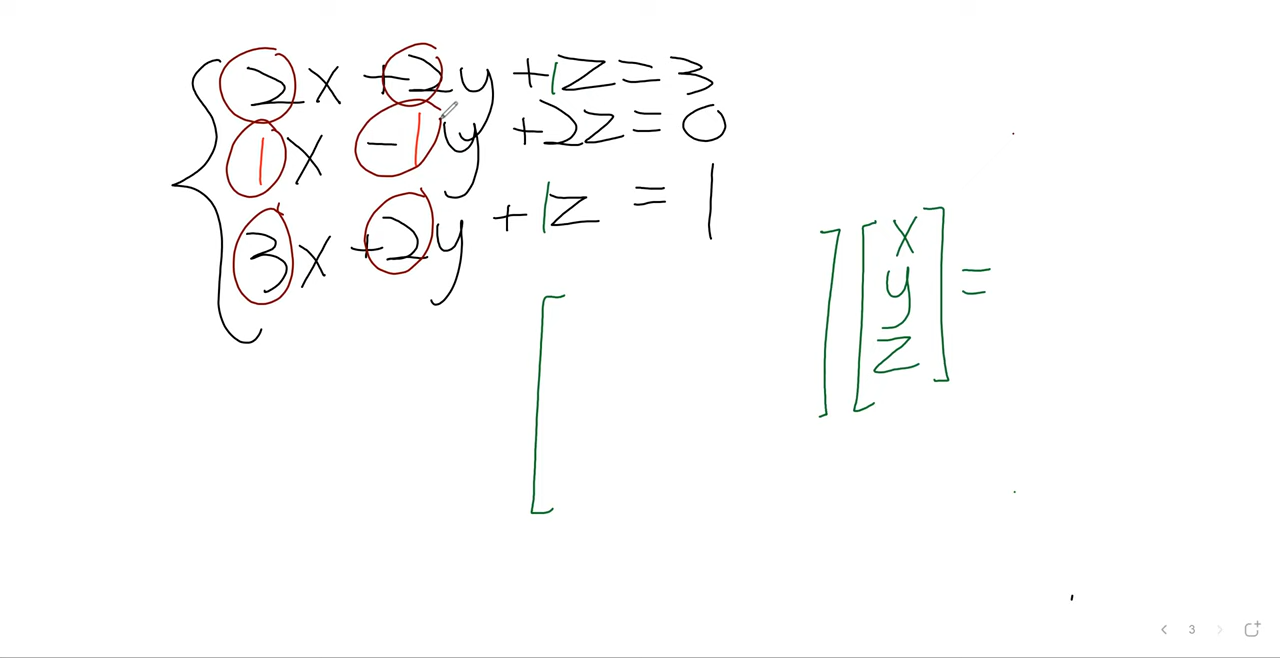 2x +2y +1z = 3
1x -1y +2z = 0
3x +2y +1z = 1
[ ] [x
y
z] =
3